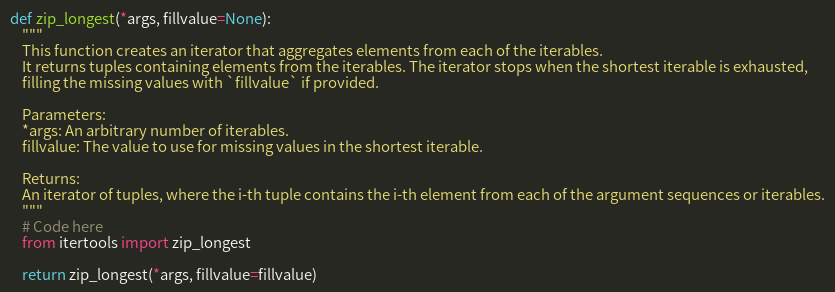 def zip_longest(*args, fillvalue=None):
    """
    This function creates an iterator that aggregates elements from each of the iterables.
    It returns tuples containing elements from the iterables. The iterator stops when the shortest iterable is exhausted,
    filling the missing values with `fillvalue` if provided.

    Parameters:
    *args: An arbitrary number of iterables.
    fillvalue: The value to use for missing values in the shortest iterable.

    Returns:
    An iterator of tuples, where the i-th tuple contains the i-th element from each of the argument sequences or iterables.
    """
    # Code here
    from itertools import zip_longest

    return zip_longest(*args, fillvalue=fillvalue)